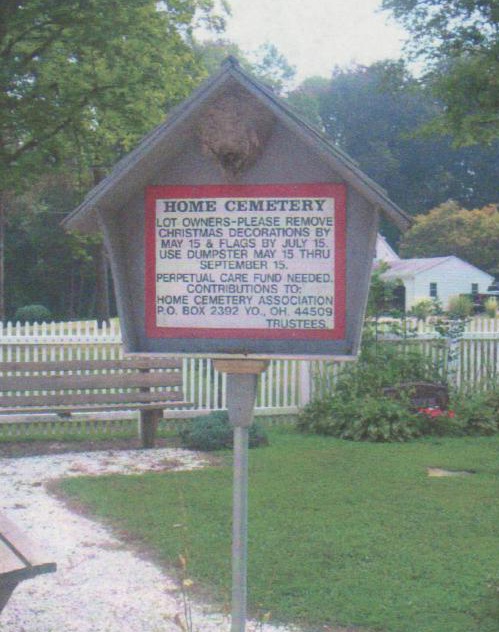 HOME CEMETERY
LOT OWNERS-PLEASE REMOVE
CHRISTMAS DECORATIONS BY
MAY 15 & FLAGS BY JULY 15.
USE DUMPSTER MAY 15 THRU
SEPTEMBER 15.
PERPETUAL CARE FUND NEEDED.
CONTRIBUTIONS TO:
HOME CEMETERY ASSOCIATION
P.O. BOX 2392 YO., OH. 44509
TRUSTEES.